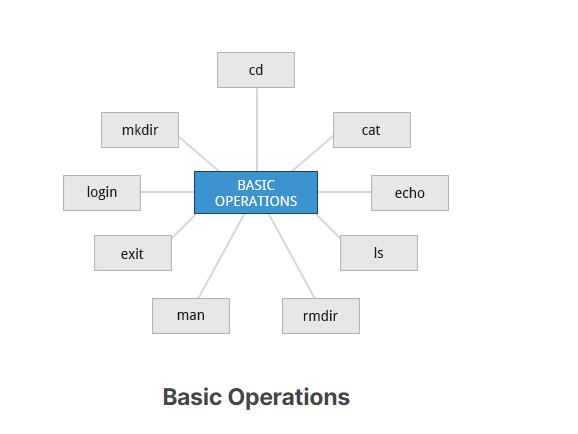 cd
mkdir
cat
login
BASIC
OPERATIONS
echo
exit
ls
man
rmdir
Basic Operations